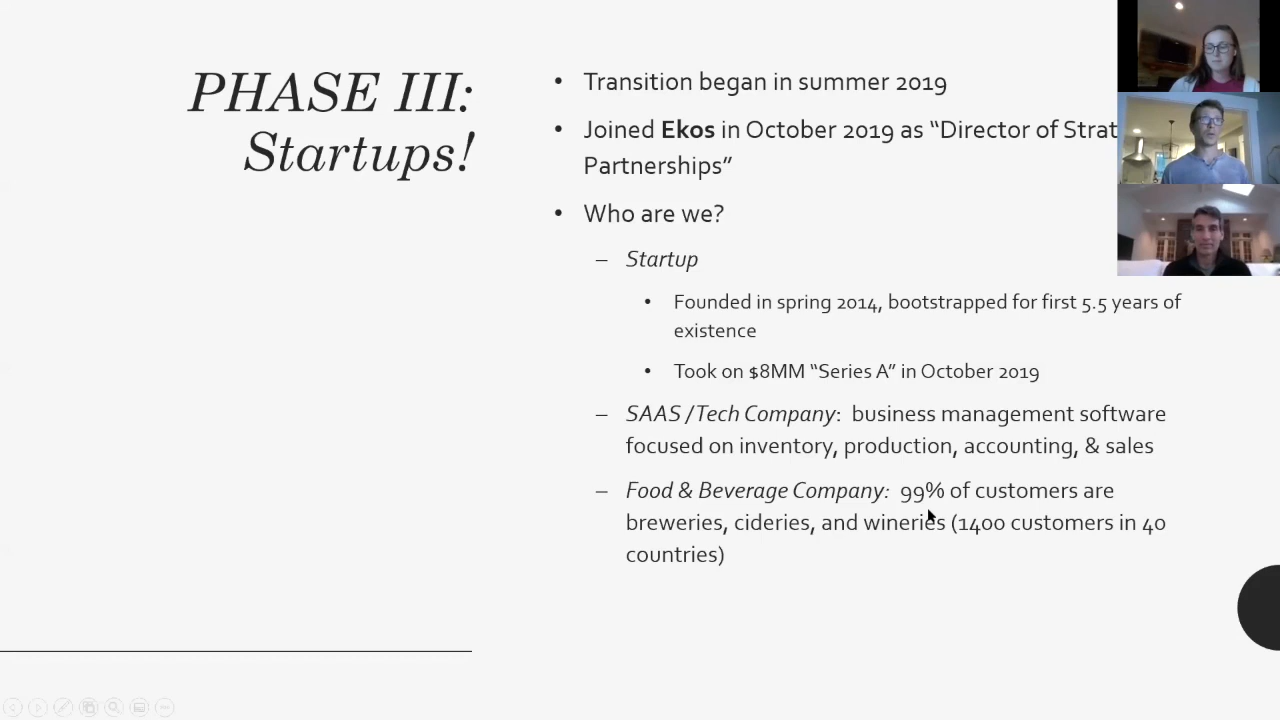 PHASE III:
Startups!
• Transition began in summer 2019
• Joined Ekos in October 2019 as “Director of Strat
Partnerships”
• Who are we?
– Startup
• Founded in spring 2014, bootstrapped for first 5.5 years of
existence
• Took on $8MM “Series A” in October 2019
– SAAS /Tech Company: business management software
focused on inventory, production, accounting, & sales
– Food & Beverage Company: 99% of customers are
breweries, cideries, and wineries (1400 customers in 40
countries)